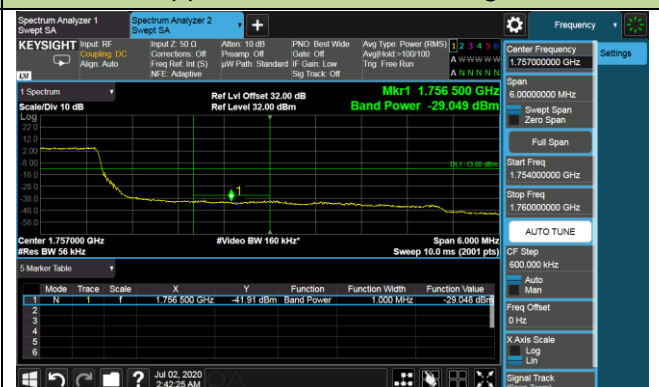 Spectrum Analyzer 1
Swept SA
Spectrum Analyzer 2
Swept SA
+
Frequency
KEYSIGHT
Input: RF
Coupling: DC
Align: Auto
Input Z: 50 Ω
Corrections: Off
Freq Ref: Int (S)
NFE: Adaptive
Atten: 10 dB
Preamp: Off
µW Path: Standard
PNO: Best Wide
Gate: Off
IF Gain: Low
Sig Track: Off
Avg Type: Power (RMS)
Avg|Hold:>100/100
Trig: Free Run
1 2 3 4 5 6
A W W W W W
A N N N N N
LXI
1 Spectrum
Scale/Div 10 dB
Ref Lvl Offset 32.00 dB
Ref Level 32.00 dBm
Mkr1 1.756 500 GHz
Band Power -29.049 dBm
Log
22.0
12.0
2.00
-8.00
-18.0
-28.0
-38.0
-48.0
-58.0
DL1 -13.00 dBm
1
Center 1.757000 GHz
#Res BW 56 kHz
#Video BW 160 kHz*
Span 6.000 MHz
Sweep 10.0 ms (2001 pts)
5 Marker Table
Mode Trace Scale X Y Function Function Width Function Value
1 N 1 f 1.756 500 GHz -41.91 dBm Band Power 1.000 MHz -29.048 dBm
2
3
4
5
6
Jul 02, 2020
2:42:25 AM
Center Frequency
1.757000000 GHz
Settings
Span
6.00000000 MHz
Swept Span
Zero Span
Full Span
Start Freq
1.754000000 GHz
Stop Freq
1.760000000 GHz
AUTO TUNE
CF Step
600.000 kHz
Auto
Man
Freq Offset
0 Hz
X Axis Scale
Log
Lin
Signal Track